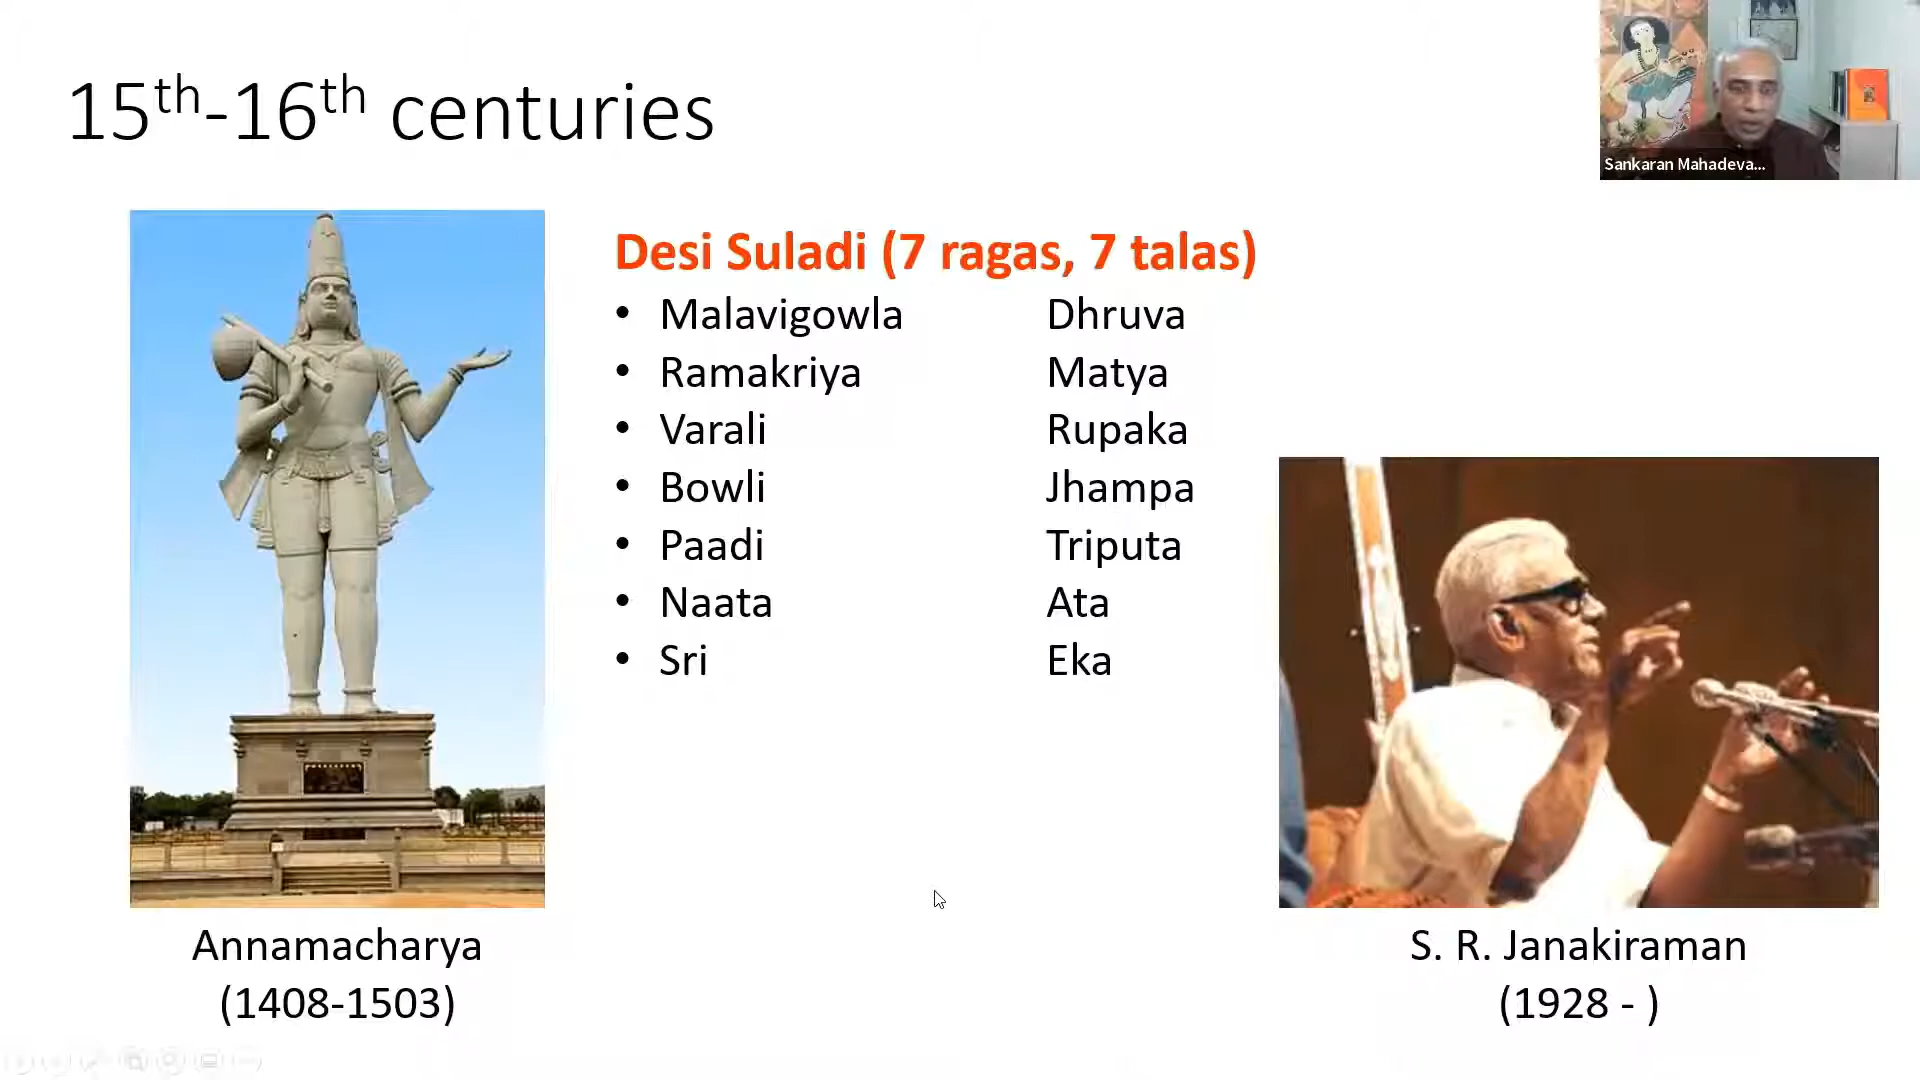 15th-16th centuries
Sankaran Mahadeva...
Desi Suladi (7 ragas, 7 talas)
• Malavigowla Dhruva
• Ramakriya Matya
• Varali Rupaka
• Bowli Jhampa
• Paadi Triputa
• Naata Ata
• Sri Eka
Annamacharya
(1408-1503)
S. R. Janakiraman
(1928 - )